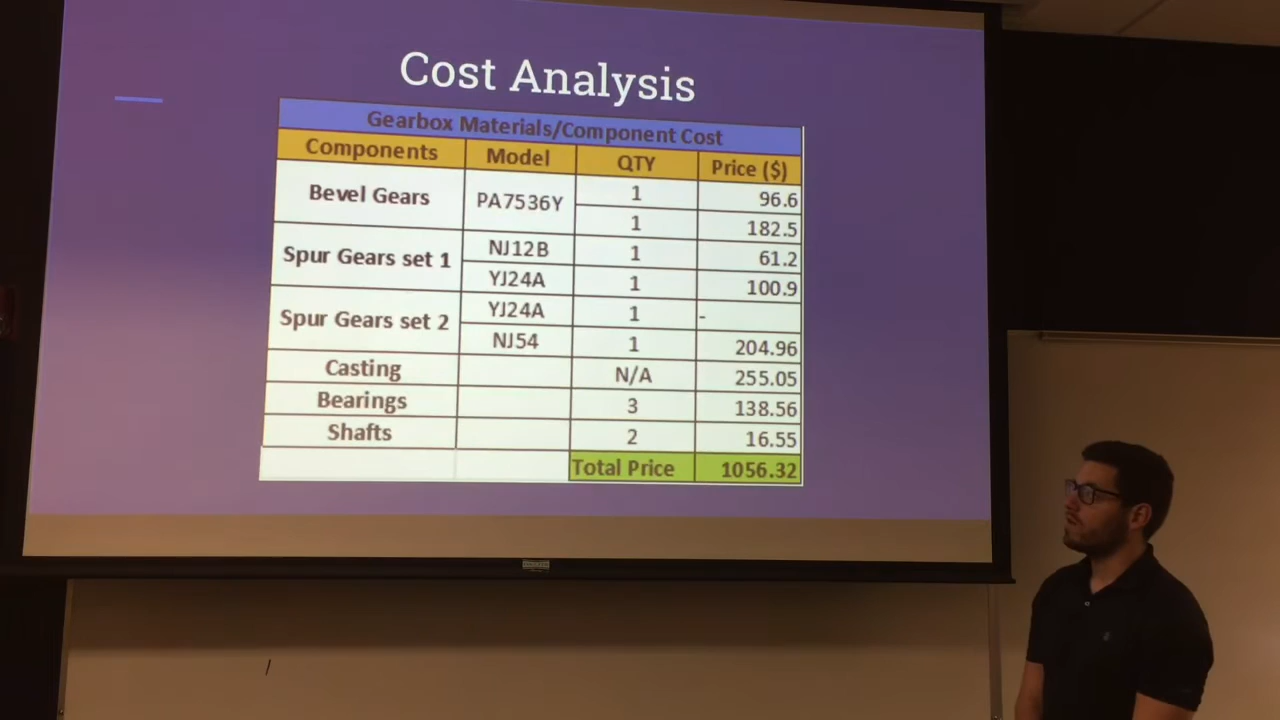 Cost Analysis
Gearbox Materials/Component Cost
Components Model QTY Price ($)
Bevel Gears PA7536Y 1 96.6
1 182.5
Spur Gears set 1 NJ12B 1 61.2
YJ24A 1 100.9
Spur Gears set 2 YJ24A 1 -
NJ54 1 204.96
Casting N/A 255.05
Bearings 3 138.56
Shafts 2 16.55
Total Price 1056.32